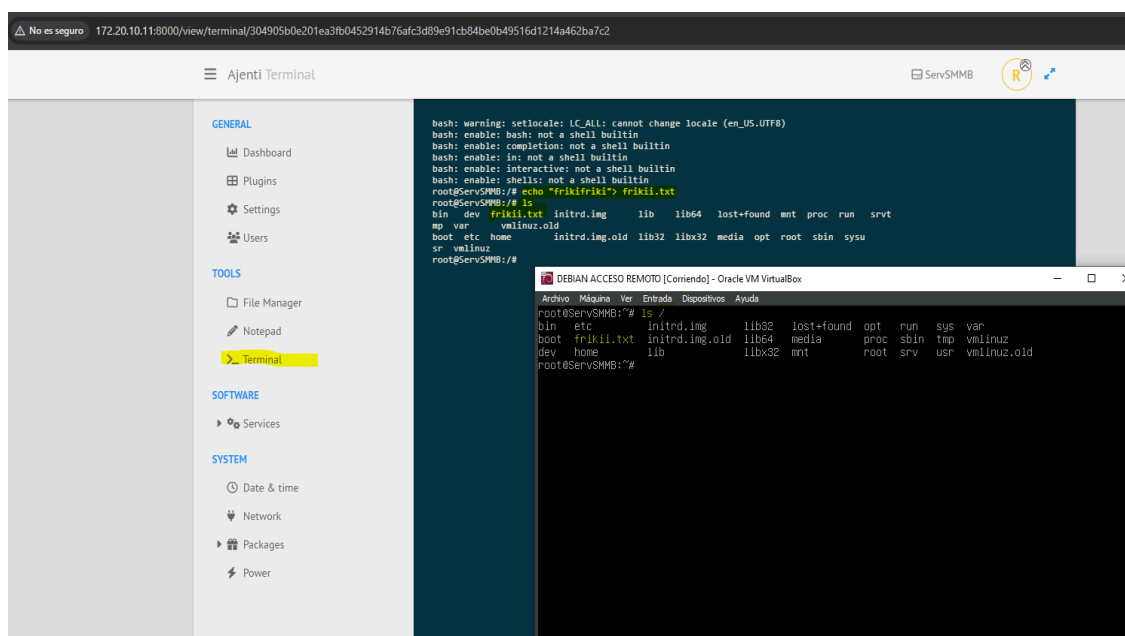 No es seguro 172.20.10.11:8000/view/terminal/304905b0e201ea3fb0452914b76afc3d89e91cb84be0b49516d1214a462ba7c2
Ajenti Terminal
ServSMMB
R
GENERAL
Dashboard
Plugins
Settings
Users
TOOLS
File Manager
Notepad
Terminal
SOFTWARE
Services
SYSTEM
Date & time
Network
Packages
Power
bash: warning: setlocale: LC_ALL: cannot change locale (en_US.UTF8)
bash: enable: bash: not a shell builtin
bash: enable: completion: not a shell builtin
bash: enable: in: not a shell builtin
bash: enable: interactive: not a shell builtin
bash: enable: shells: not a shell builtin
root@ServSMMB:/# echo "frikifriki"> frikii.txt
root@ServSMMB:/# ls
bin dev frikii.txt initrd.img lib lib64 lost+found mnt proc run srvt
mp var vmlinuz.old
boot etc home initrd.img.old lib32 libx32 media opt root sbin sysu
sr vmlinuz
root@ServSMMB:/#
DEBIAN ACCESO REMOTO [Corriendo] - Oracle VM VirtualBox
Archivo Máquina Ver Entrada Dispositivos Ayuda
root@ServSMMB:~# ls /
bin etc initrd.img lib32 lost+found opt run sys var
boot frikii.txt initrd.img.old lib64 media proc sbin tmp vmlinuz
dev home lib libx32 mnt root srv usr vmlinuz.old
root@ServSMMB:~#